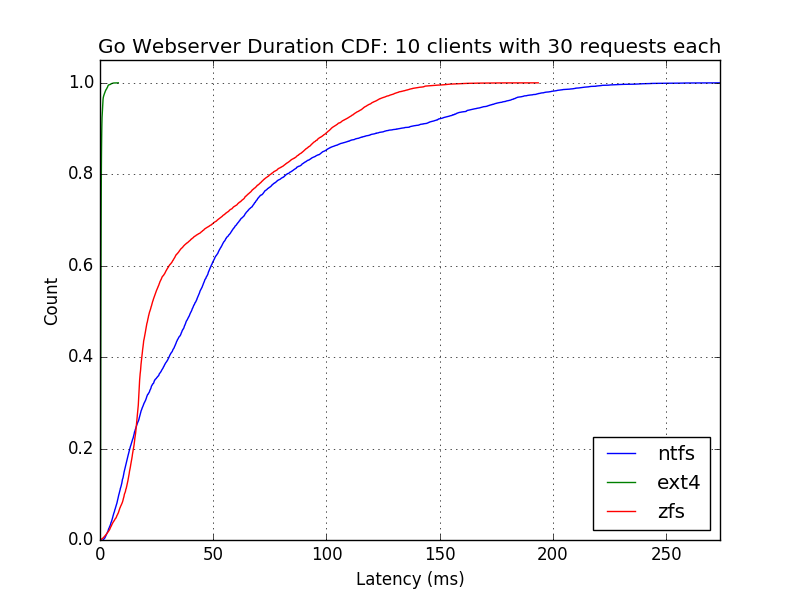 Go Webserver Duration CDF: 10 clients with 30 requests each
1.0
0.8
0.6
0.4
0.2
0.0
Count
0 50 100 150 200 250
Latency (ms)
ntfs
ext4
zfs